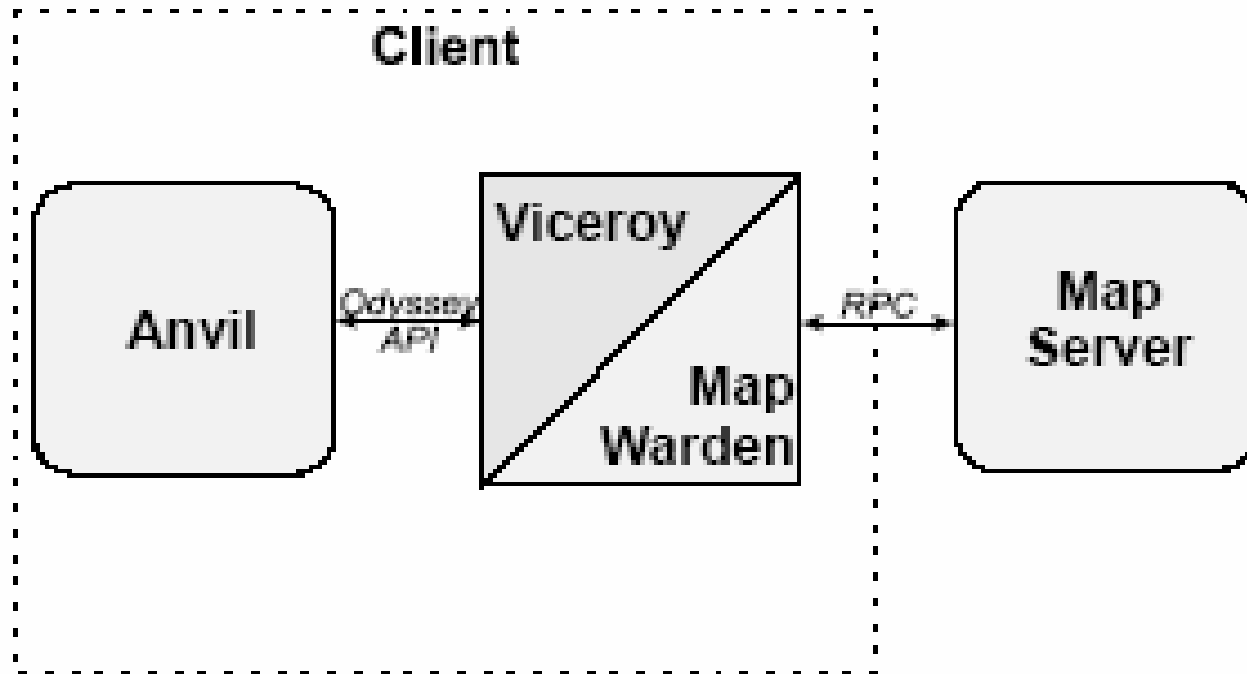 Client
Anvil
Odyssey
API
Viceroy
Map
Warden
RPC
Map
Server